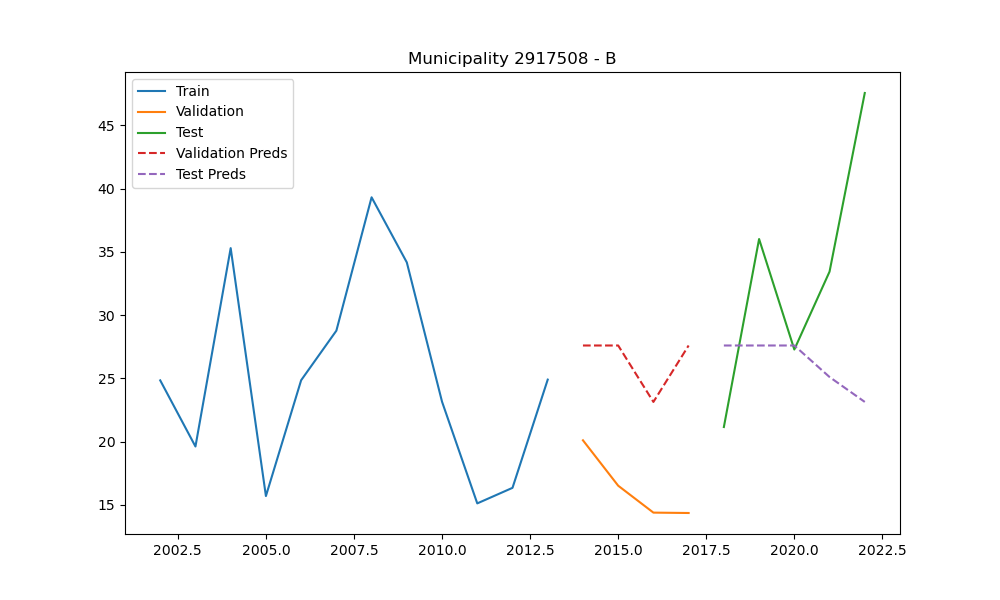 Municipality 2917508 - B
Train
Validation
Test
Validation Preds
Test Preds
45
40
35
30
25
20
15
2002.5 2005.0 2007.5 2010.0 2012.5 2015.0 2017.5 2020.0 2022.5